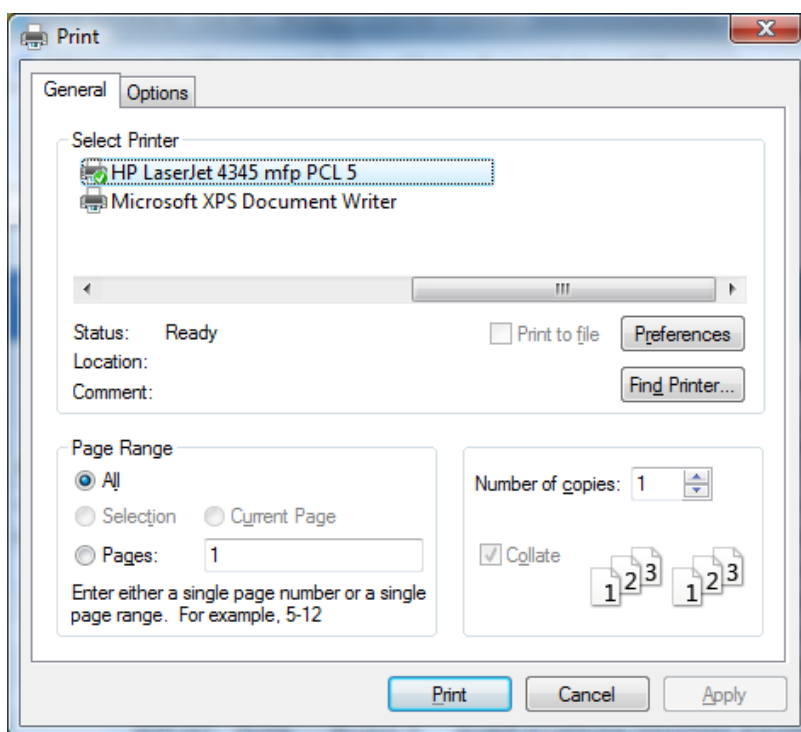 Print
X
General Options
Select Printer
HP LaserJet 4345 mfp PCL 5
Microsoft XPS Document Writer
Status: Ready
Print to file
Preferences
Location:
Comment:
Find Printer...
Page Range
All
Selection Current Page
Pages: 1
Enter either a single page number or a single
page range. For example, 5-12
Number of copies: 1
Collate
1 2 3 1 2 3
Print Cancel Apply